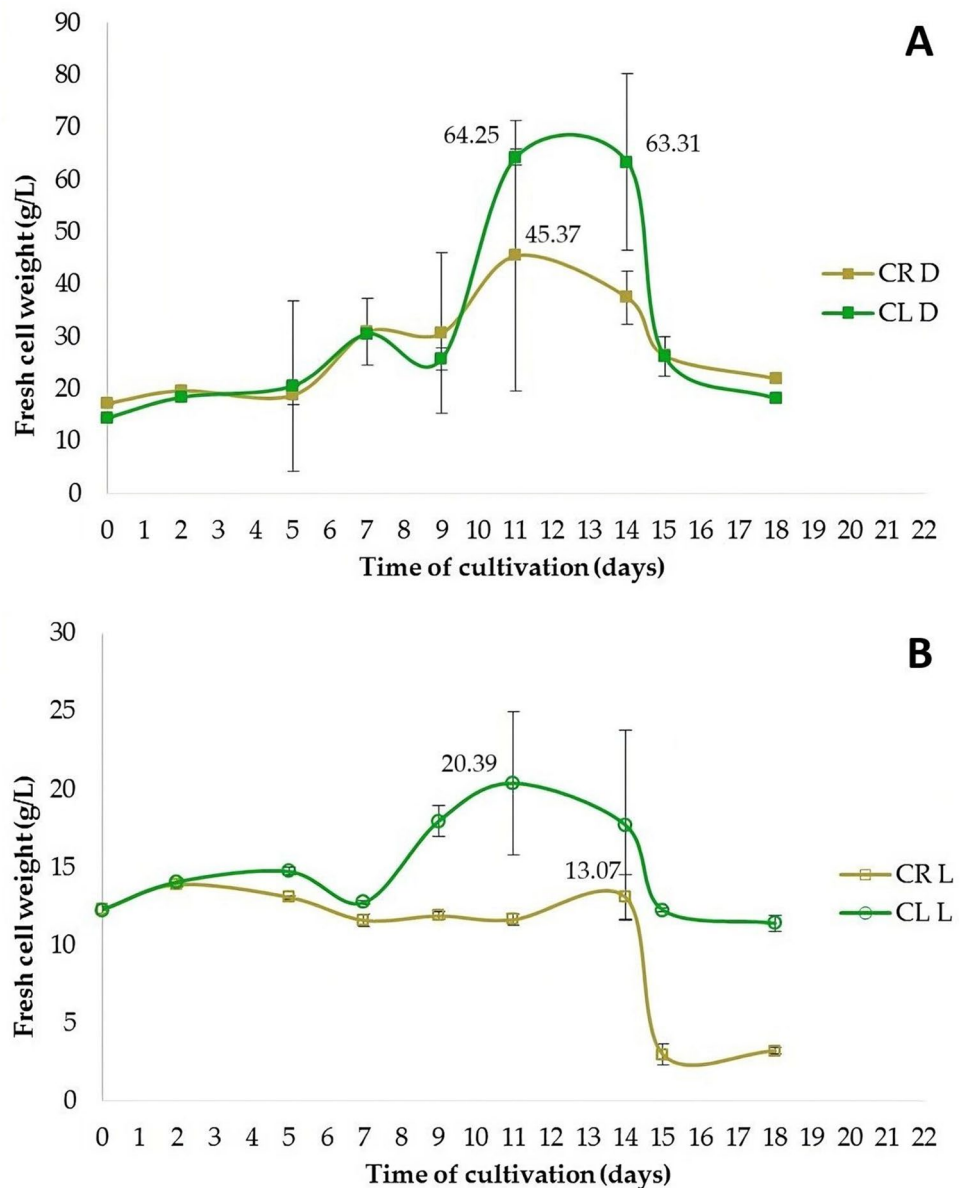 A
90
80
70
60
50
40
30
20
10
0
Fresh cell weight (g/L)
64.25
63.31
45.37
CR D
CL D
0 1 2 3 4 5 6 7 8 9 10 11 12 13 14 15 16 17 18 19 20 21 22
Time of cultivation (days)
B
30
25
20
15
10
5
0
Fresh cell weight (g/L)
20.39
13.07
CR L
CL L
0 1 2 3 4 5 6 7 8 9 10 11 12 13 14 15 16 17 18 19 20 21 22
Time of cultivation (days)